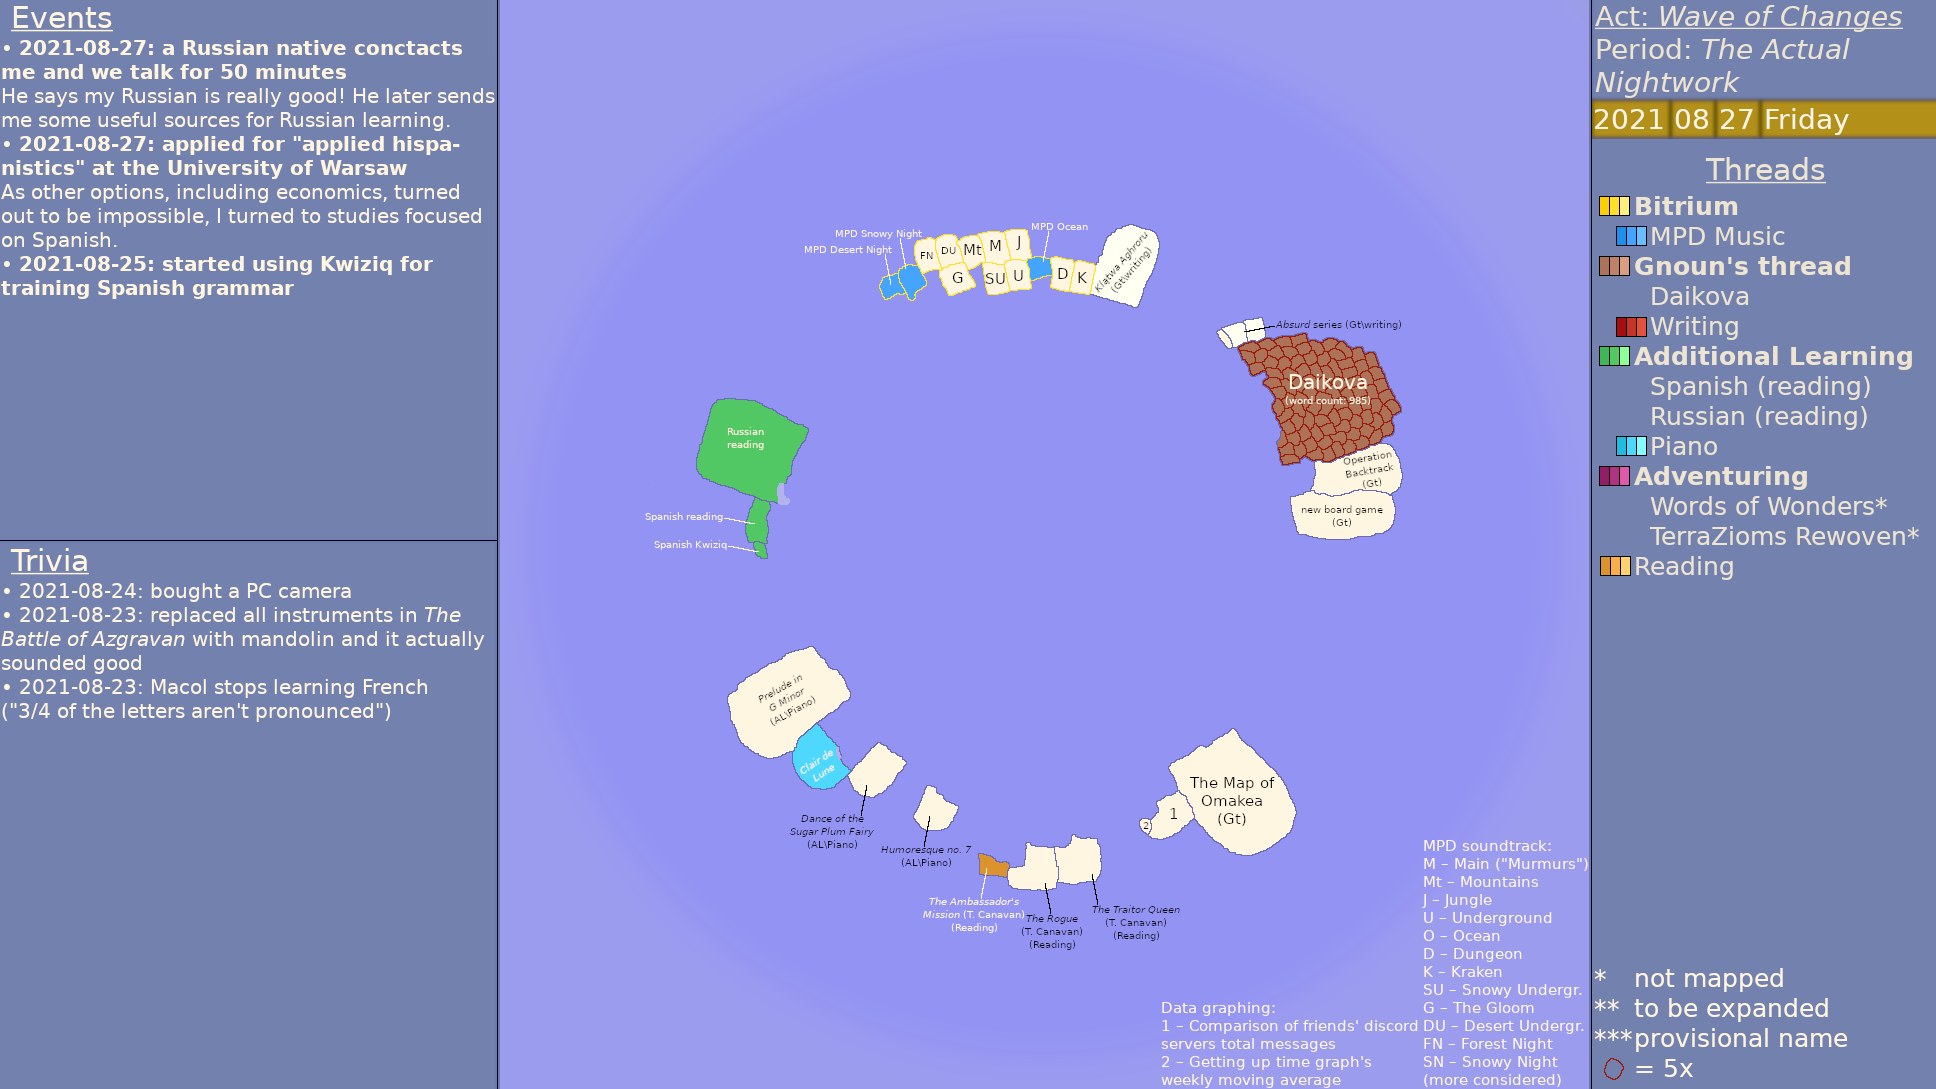 Events
• 2021-08-27: a Russian native conctacts
me and we talk for 50 minutes
He says my Russian is really good! He later sends
me some useful sources for Russian learning.
• 2021-08-27: applied for "applied hispa-
nistics" at the University of Warsaw
As other options, including economics, turned
out to be impossible, I turned to studies focused
on Spanish.
• 2021-08-25: started using Kwiziq for
training Spanish grammar
Trivia
• 2021-08-24: bought a PC camera
• 2021-08-23: replaced all instruments in The
Battle of Azgravan with mandolin and it actually
sounded good
• 2021-08-23: Macol stops learning French
("3/4 of the letters aren't pronounced")
MPD Snowy Night
MPD Desert Night
FN
DU
Mt
M
J
MPD Ocean
G
SU
U
D
K
Klątwa Aghroru
(Gt\writing)
Absurd series (Gt\writing)
Daikova
(word count: 985)
Operation
Backtrack
(Gt)
new board game
(Gt)
Russian
reading
Spanish reading
Spanish Kwiziq
Prelude in
G Minor
(AL\Piano)
Clair de
Lune
Dance of the
Sugar Plum Fairy
(AL\Piano)
Humoresque no. 7
(AL\Piano)
The Ambassador's
Mission (T. Canavan)
(Reading)
The Rogue
(T. Canavan)
(Reading)
The Traitor Queen
(T. Canavan)
(Reading)
The Map of
Omakea
(Gt)
1
2
Data graphing:
1 – Comparison of friends' discord
servers total messages
2 – Getting up time graph's
weekly moving average
MPD soundtrack:
M – Main ("Murmurs")
Mt – Mountains
J – Jungle
U – Underground
O – Ocean
D – Dungeon
K – Kraken
SU – Snowy Undergr.
G – The Gloom
DU – Desert Undergr.
FN – Forest Night
SN – Snowy Night
(more considered)
Act: Wave of Changes
Period: The Actual
Nightwork
2021 08 27 Friday
Threads
Bitrium
MPD Music
Gnoun's thread
Daikova
Writing
Additional Learning
Spanish (reading)
Russian (reading)
Piano
Adventuring
Words of Wonders*
TerraZioms Rewoven*
Reading
* not mapped
** to be expanded
*** provisional name
= 5x